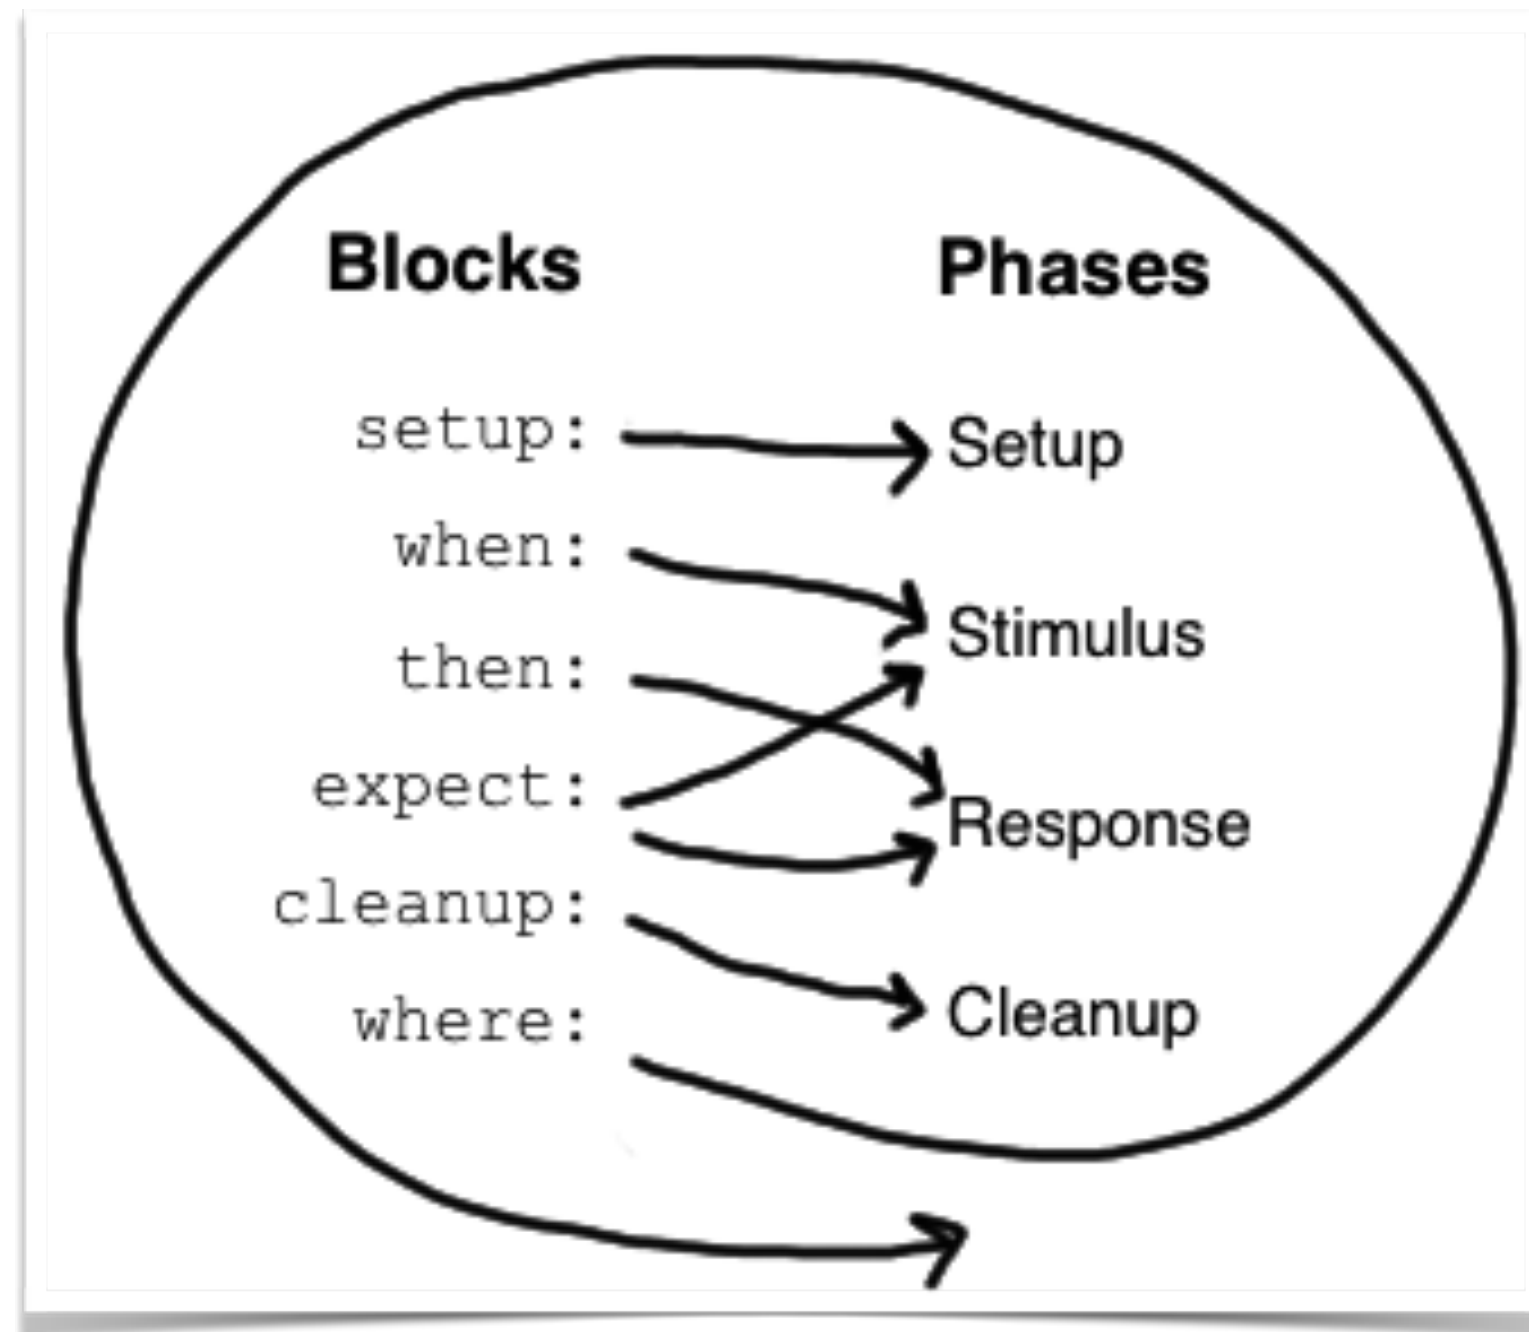 Blocks Phases
setup: Setup
when: Stimulus
then: Response
expect: Cleanup
cleanup:
where: